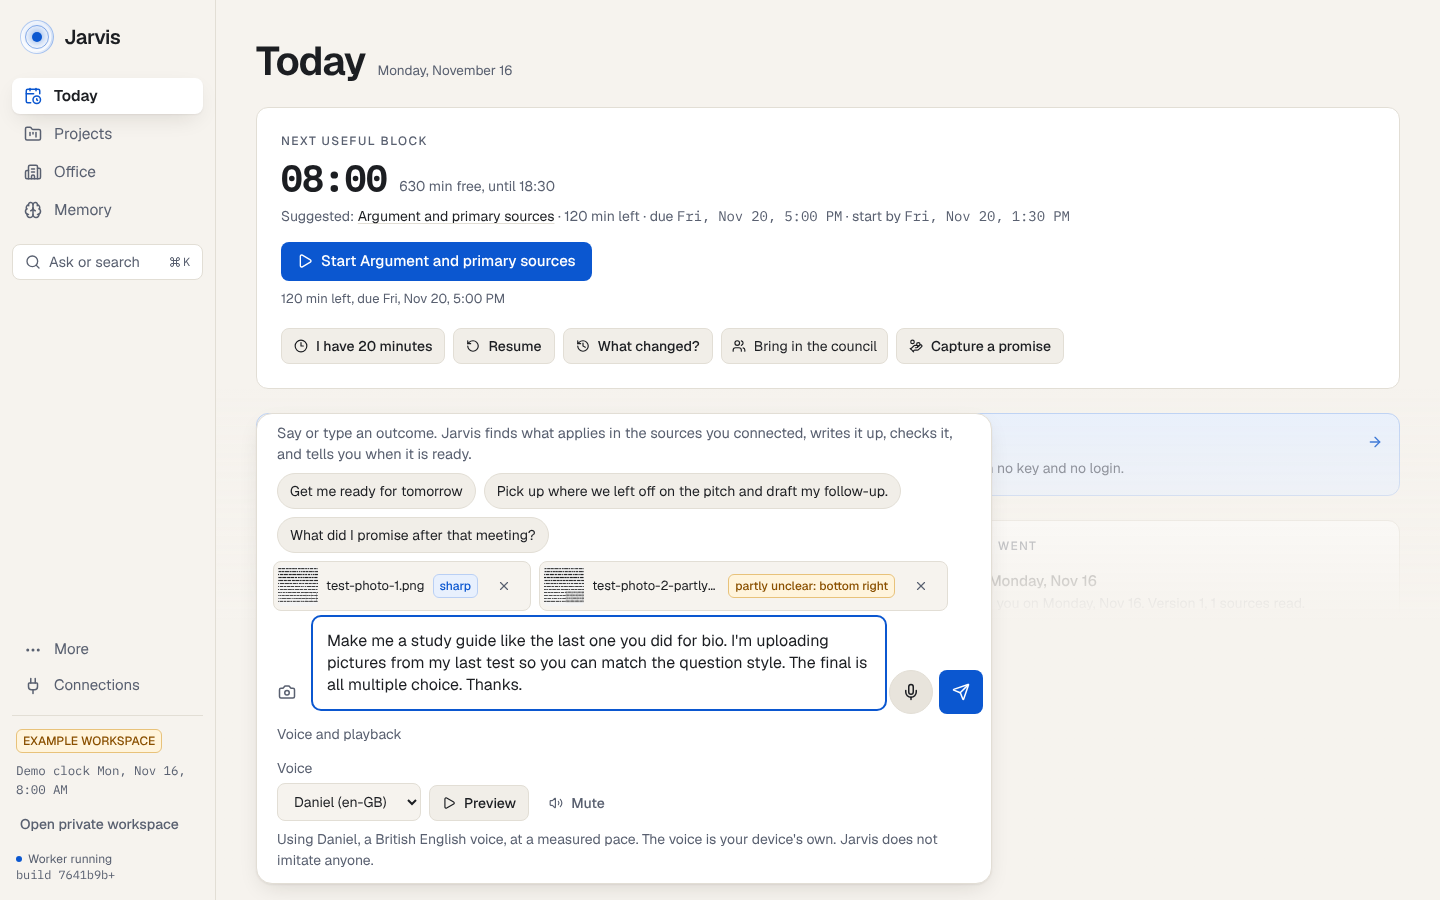 Jarvis
Today
Projects
Office
Memory
Ask or search ⌘K
More
Connections
EXAMPLE WORKSPACE
Demo clock Mon, Nov 16,
8:00 AM
Open private workspace
Worker running
build 7641b9b+
Today Monday, November 16
NEXT USEFUL BLOCK
08:00 630 min free, until 18:30
Suggested: Argument and primary sources · 120 min left · due Fri, Nov 20, 5:00 PM · start by Fri, Nov 20, 1:30 PM
Start Argument and primary sources
120 min left, due Fri, Nov 20, 5:00 PM
I have 20 minutes Resume What changed? Bring in the council Capture a promise
Say or type an outcome. Jarvis finds what applies in the sources you connected, writes it up, checks it,
and tells you when it is ready.
Get me ready for tomorrow Pick up where we left off on the pitch and draft my follow-up.
What did I promise after that meeting?
test-photo-1.png sharp × test-photo-2-partly… partly unclear: bottom right ×
Make me a study guide like the last one you did for bio. I'm uploading
pictures from my last test so you can match the question style. The final is
all multiple choice. Thanks.
Voice and playback
Voice
Daniel (en-GB) Preview Mute
Using Daniel, a British English voice, at a measured pace. The voice is your device's own. Jarvis does not
imitate anyone.
no key and no login.
WENT
Monday, Nov 16
you on Monday, Nov 16. Version 1. 1 sources read.